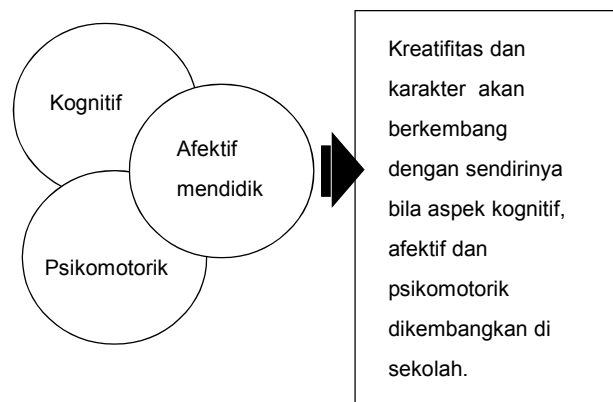 Kognitif
Afektif
mendidik
Psikomotorik
Kreatifitas dan
karakter akan
berkembang
dengan sendirinya
bila aspek kognitif,
afektif dan
psikomotorik
dikembangkan di
sekolah.